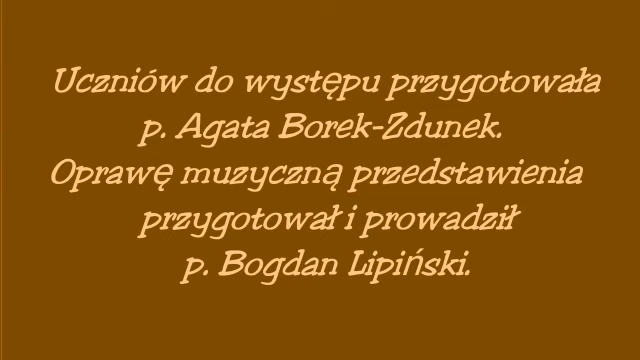 Uczniów do występu przygotowała
p. Agata Borek-Zdunek.
Oprawę muzyczną przedstawienia
przygotował i prowadził
p. Bogdan Lipiński.